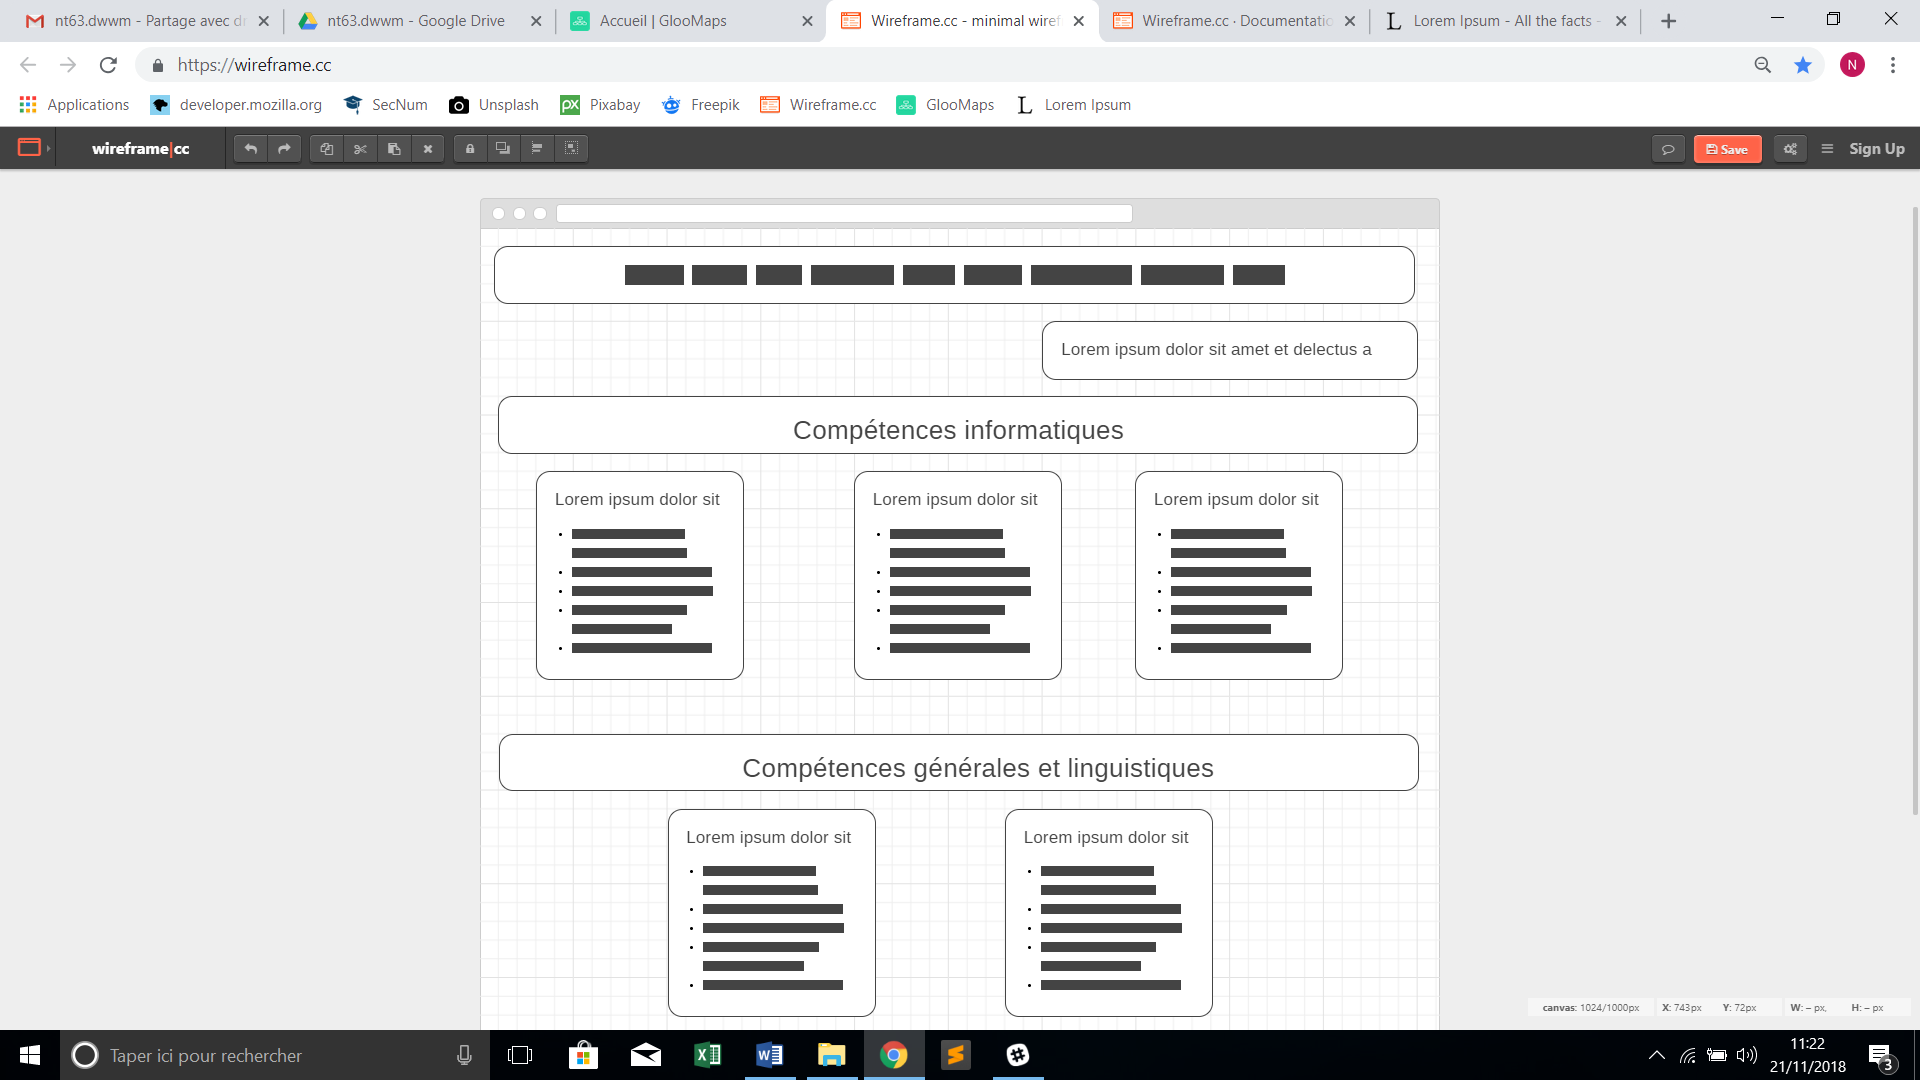 nt63.dwwm - Partage avec dr
nt63.dwwm - Google Drive
Accueil | GlooMaps
Wireframe.cc - minimal wiref
Wireframe.cc · Documentatio
Lorem Ipsum - All the facts -
https://wireframe.cc
N
Applications
developer.mozilla.org
SecNum
Unsplash
Pixabay
Freepik
Wireframe.cc
GlooMaps
Lorem Ipsum
wireframe|cc
Save
Sign Up
Lorem ipsum dolor sit amet et delectus a
Compétences informatiques
Lorem ipsum dolor sit
Lorem ipsum dolor sit
Lorem ipsum dolor sit
Compétences générales et linguistiques
Lorem ipsum dolor sit
Lorem ipsum dolor sit
canvas: 1024/1000px X: 743px Y: 72px W: – px, H: – px
Taper ici pour rechercher
11:22
21/11/2018
3